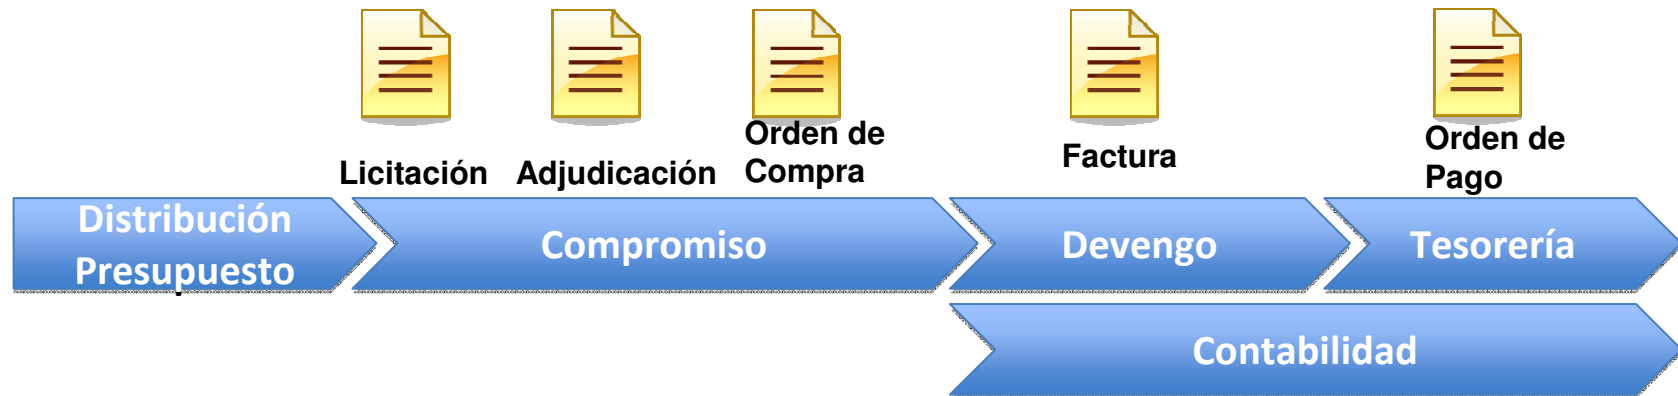 Licitación
Adjudicación
Orden de
Compra
Factura
Orden de
Pago
Distribución
Presupuesto
Compromiso
Devengo
Tesorería
Contabilidad